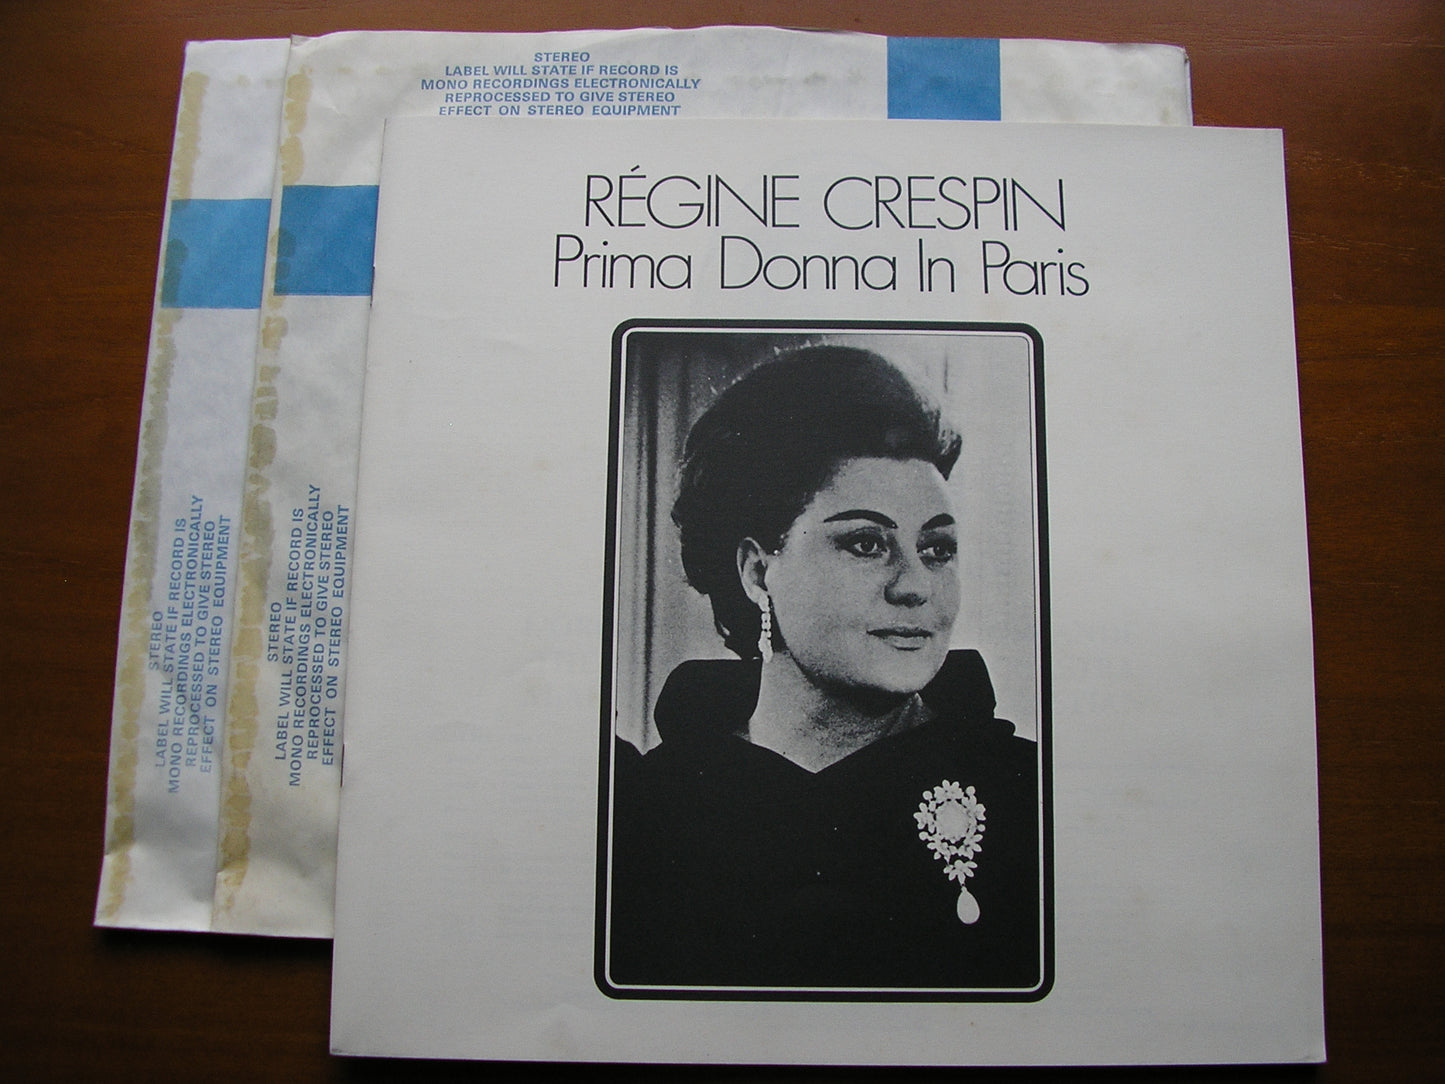 STEREO
LABEL WILL STATE IF RECORD IS
MONO RECORDINGS ELECTRONICALLY
REPROCESSED TO GIVE STEREO
EFFECT ON STEREO EQUIPMENT
RÉGINE CRESPIN
Prima Donna In Paris
STEREO
LABEL WILL STATE IF RECORD IS
MONO RECORDINGS ELECTRONICALLY
REPROCESSED TO GIVE STEREO
EFFECT ON STEREO EQUIPMENT
STEREO
LABEL WILL STATE IF RECORD IS
MONO RECORDINGS ELECTRONICALLY
REPROCESSED TO GIVE STEREO
EFFECT ON STEREO EQUIPMENT